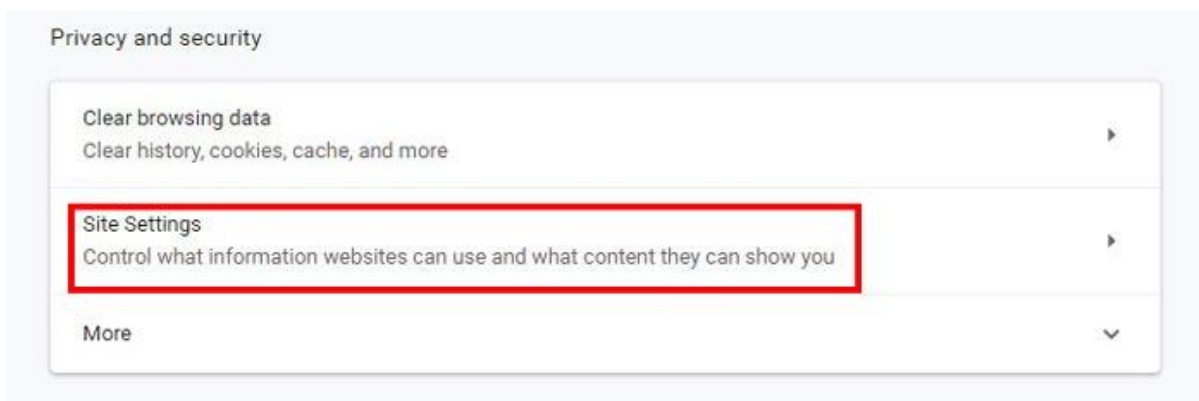 Privacy and security
Clear browsing data
Clear history, cookies, cache, and more
Site Settings
Control what information websites can use and what content they can show you
More